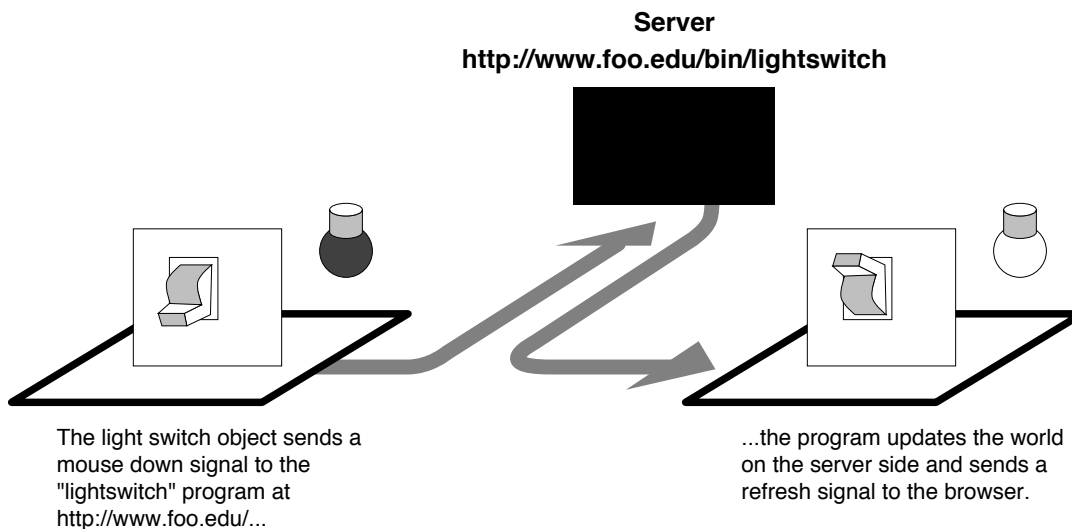 Server
http://www.foo.edu/bin/lightswitch
The light switch object sends a
mouse down signal to the
"lightswitch" program at
http://www.foo.edu/...
...the program updates the world
on the server side and sends a
refresh signal to the browser.